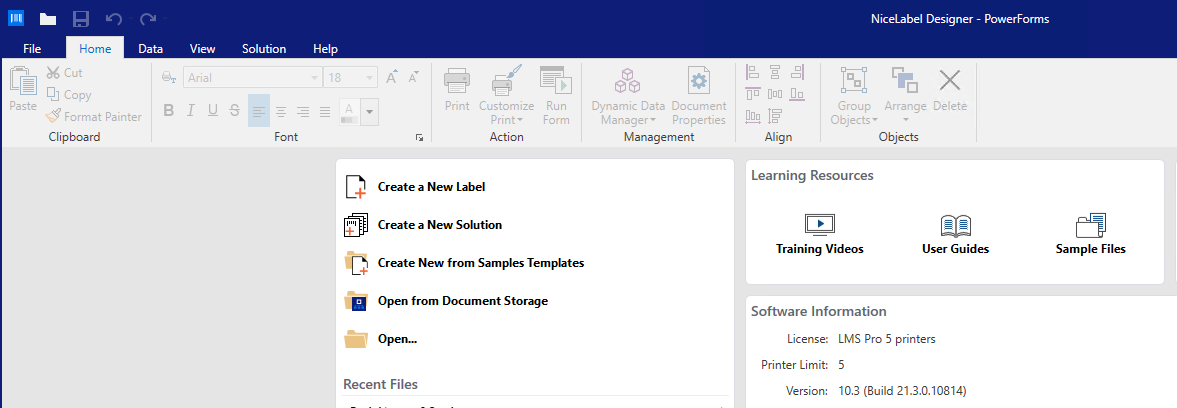 NiceLabel Designer - PowerForms
File Home Data View Solution Help
Paste
Cut
Copy
Format Painter
Clipboard
Arial 18 A A
B I U S A
Font
Print
Customize Print
Run Form
Action
Dynamic Data Manager
Document Properties
Management
Align
Group Objects
Arrange
Delete
Objects
Create a New Label
Create a New Solution
Create New from Samples Templates
Open from Document Storage
Open...
Recent Files
Learning Resources
Training Videos User Guides Sample Files
Software Information
License: LMS Pro 5 printers
Printer Limit: 5
Version: 10.3 (Build 21.3.0.10814)